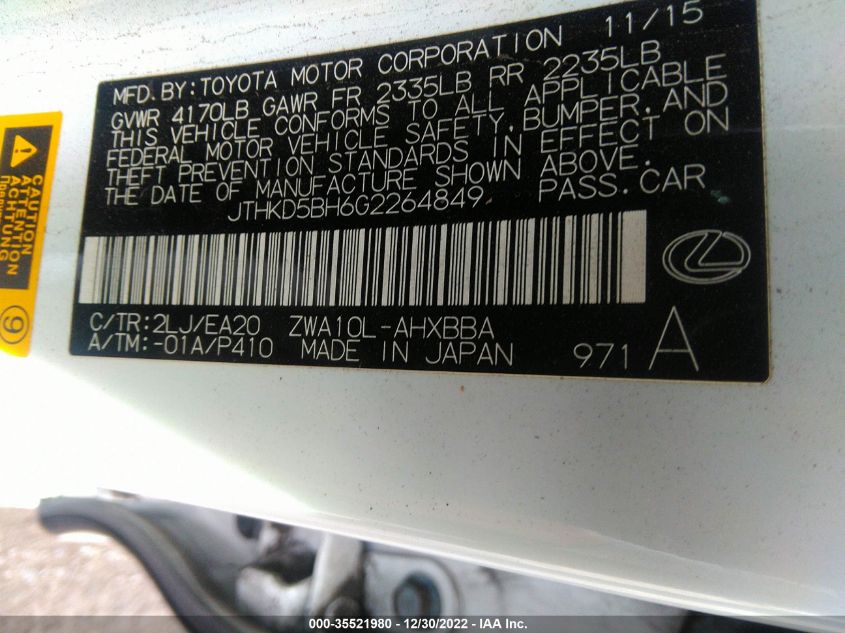 MFD. BY: TOYOTA MOTOR CORPORATION 11/15
GVWR 4170LB GAWR FR 2335LB RR 2235LB
THIS VEHICLE CONFORMS TO ALL APPLICABLE
FEDERAL MOTOR VEHICLE SAFETY, BUMPER, AND
THEFT PREVENTION STANDARDS IN EFFECT ON
THE DATE OF MANUFACTURE SHOWN ABOVE.
JTHKD5BH6G2264849 PASS. CAR
C/TR: 2LJ/EA20 ZWA10L-AHXBBA
A/TM: -01A/P410 MADE IN JAPAN 971 A
CAUTION
ATTENTION
ACHTUNG
9
000-35521980 - 12/30/2022 - IAA Inc.